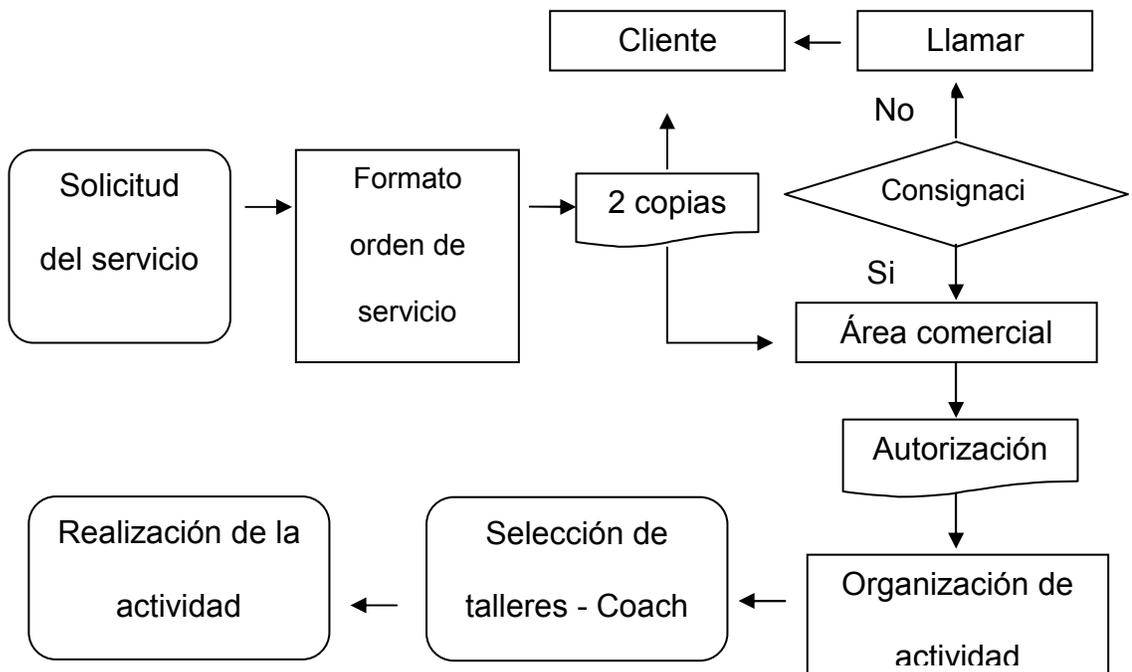 Cliente
Llamar
No
Solicitud
del servicio
Formato
orden de
servicio
2 copias
Consignaci
Si
Área comercial
Autorización
Realización de la
actividad
Selección de
talleres - Coach
Organización de
actividad